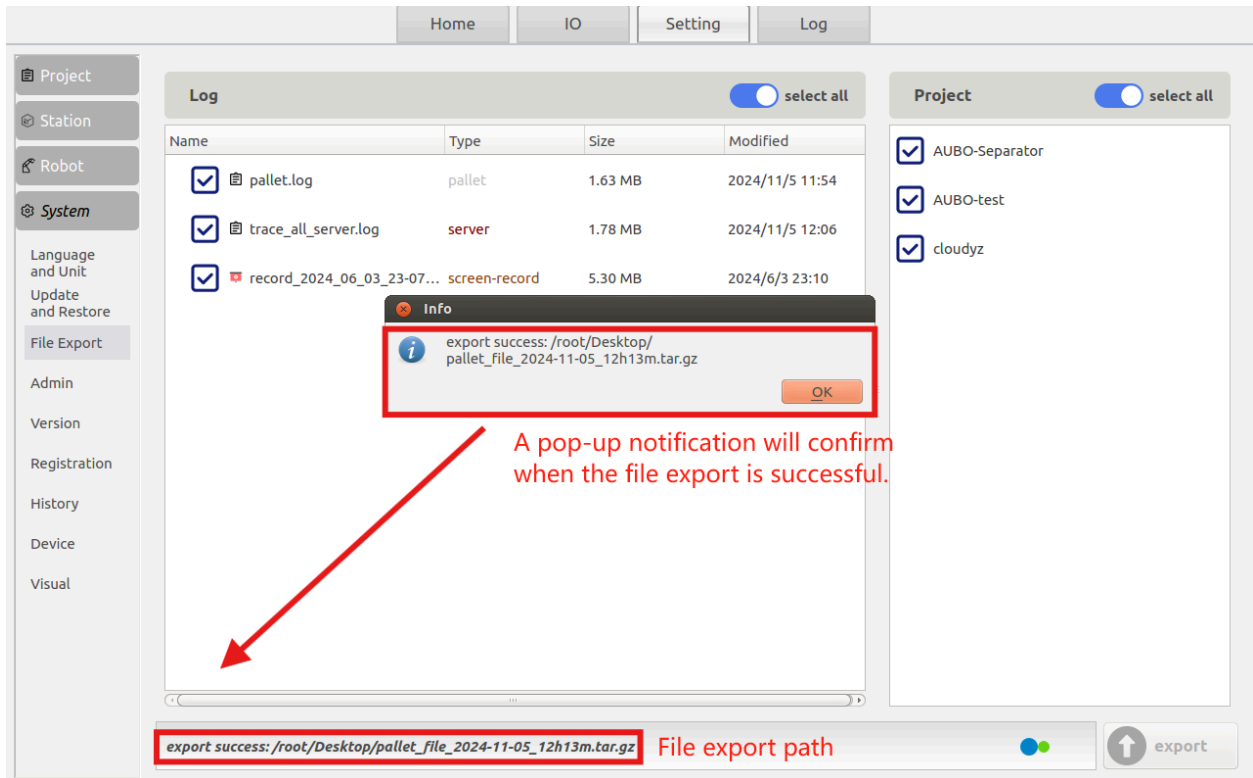 Home IO Setting Log
Project
Station
Robot
System
Language
and Unit
Update
and Restore
File Export
Admin
Version
Registration
History
Device
Visual
Log select all
Name Type Size Modified
pallet.log pallet 1.63 MB 2024/11/5 11:54
trace_all_server.log server 1.78 MB 2024/11/5 12:06
record_2024_06_03_23-07... screen-record 5.30 MB 2024/6/3 23:10
Project select all
AUBO-Separator
AUBO-test
cloudyz
Info
export success: /root/Desktop/
pallet_file_2024-11-05_12h13m.tar.gz
OK
A pop-up notification will confirm
when the file export is successful.
export success: /root/Desktop/pallet_file_2024-11-05_12h13m.tar.gz
File export path
export